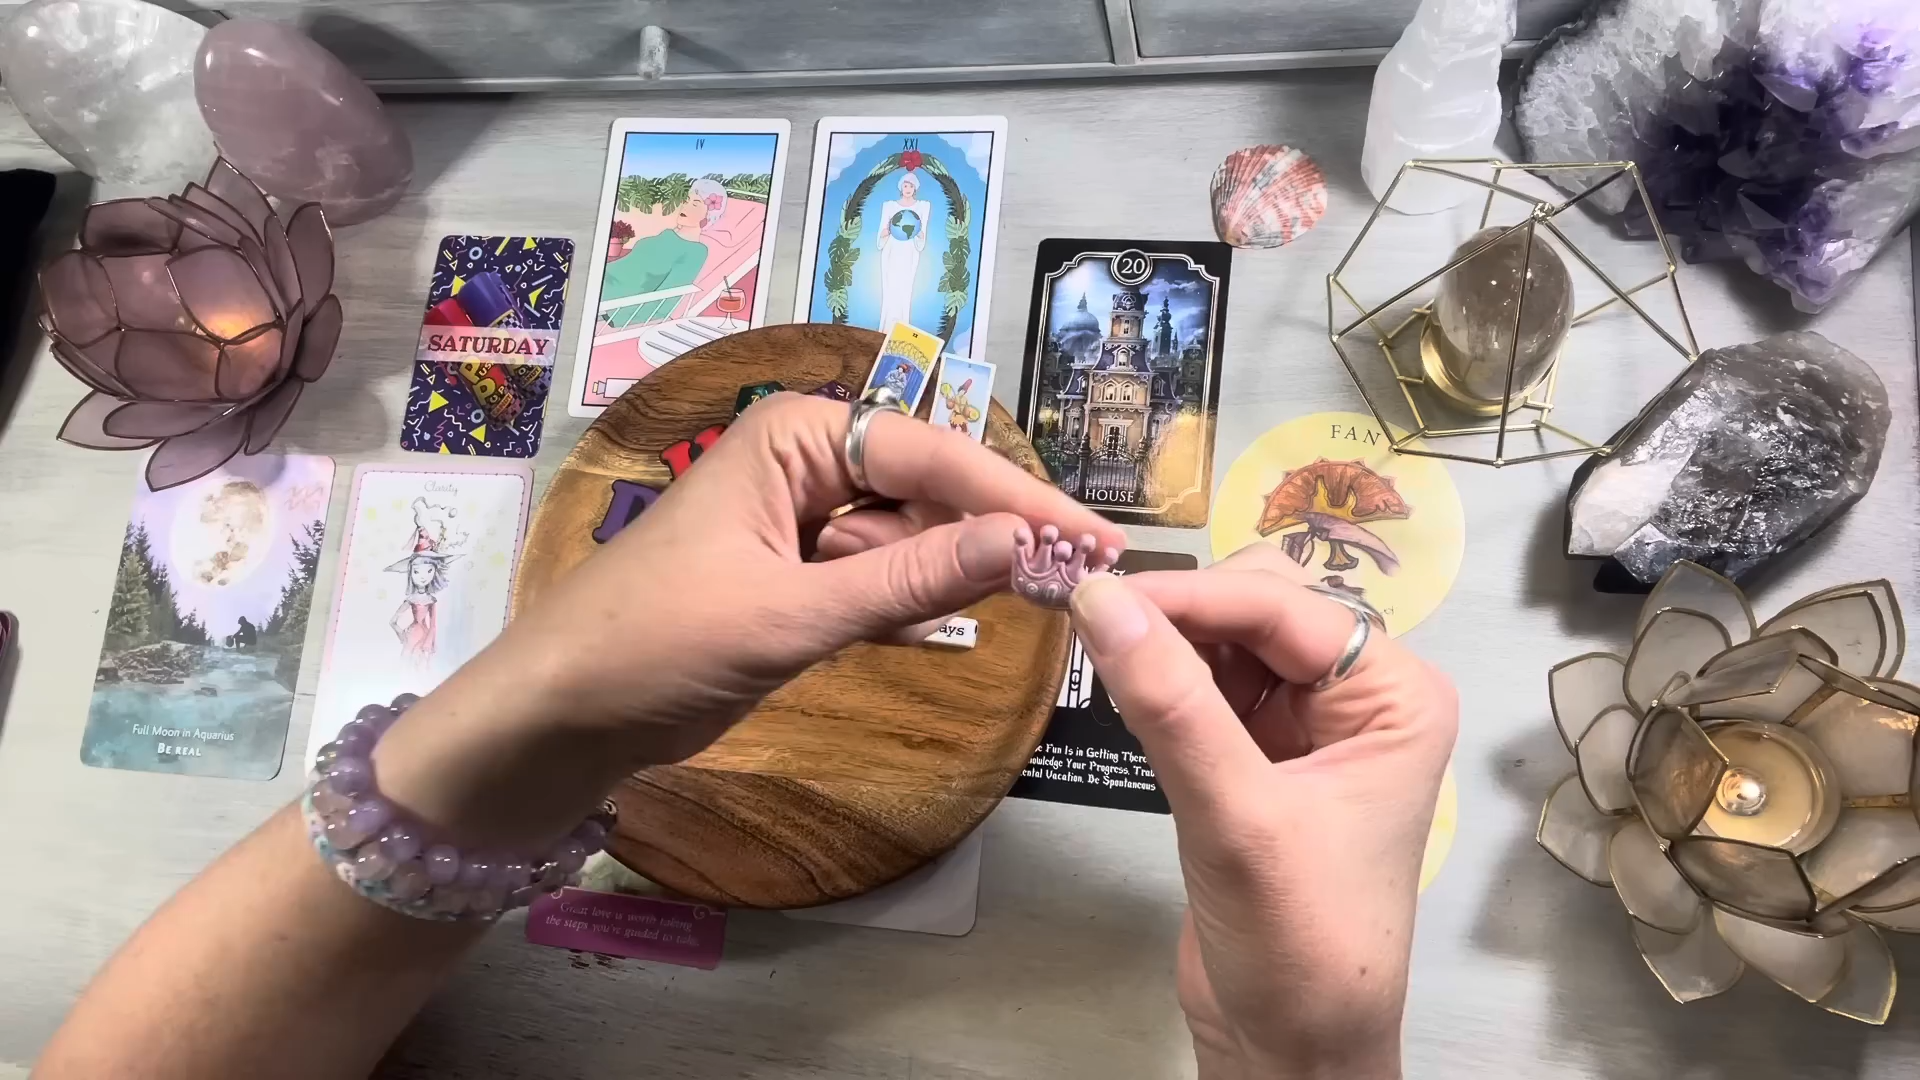 IV
XXI
20
SATURDAY
HOUSE
FAN
Clarity
ays
Full Moon in Aquarius
BE REAL
e Fun Is in Getting There
nowledge Your Progress. Tra
ental Vacation. Be Spontaneous
Great love is worth taking
the steps you're guided to take.